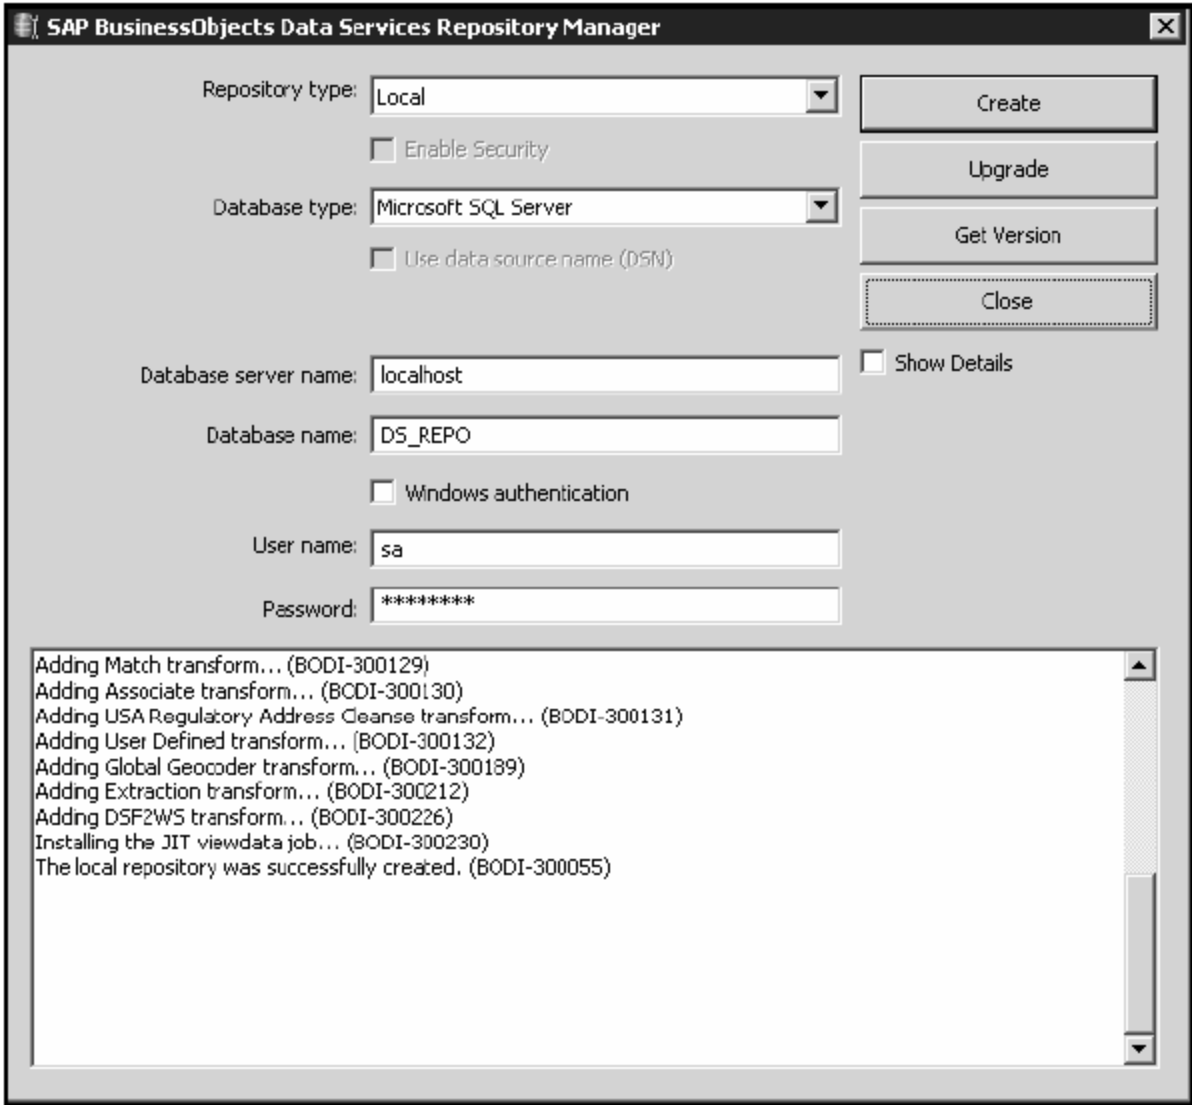 SAP BusinessObjects Data Services Repository Manager
Repository type: Local
Create
Enable Security
Upgrade
Database type: Microsoft SQL Server
Get Version
Use data source name (DSN)
Close
Show Details
Database server name: localhost
Database name: DS_REPO
Windows authentication
User name: sa
Password: ********
Adding Match transform... (BODI-300129)
Adding Associate transform... (BODI-300130)
Adding USA Regulatory Address Cleanse transform... (BODI-300131)
Adding User Defined transform... (BODI-300132)
Adding Global Geocoder transform... (BODI-300189)
Adding Extraction transform... (BODI-300212)
Adding DSF2WS transform... (BODI-300226)
Installing the JIT viewdata job... (BODI-300230)
The local repository was successfully created. (BODI-300055)